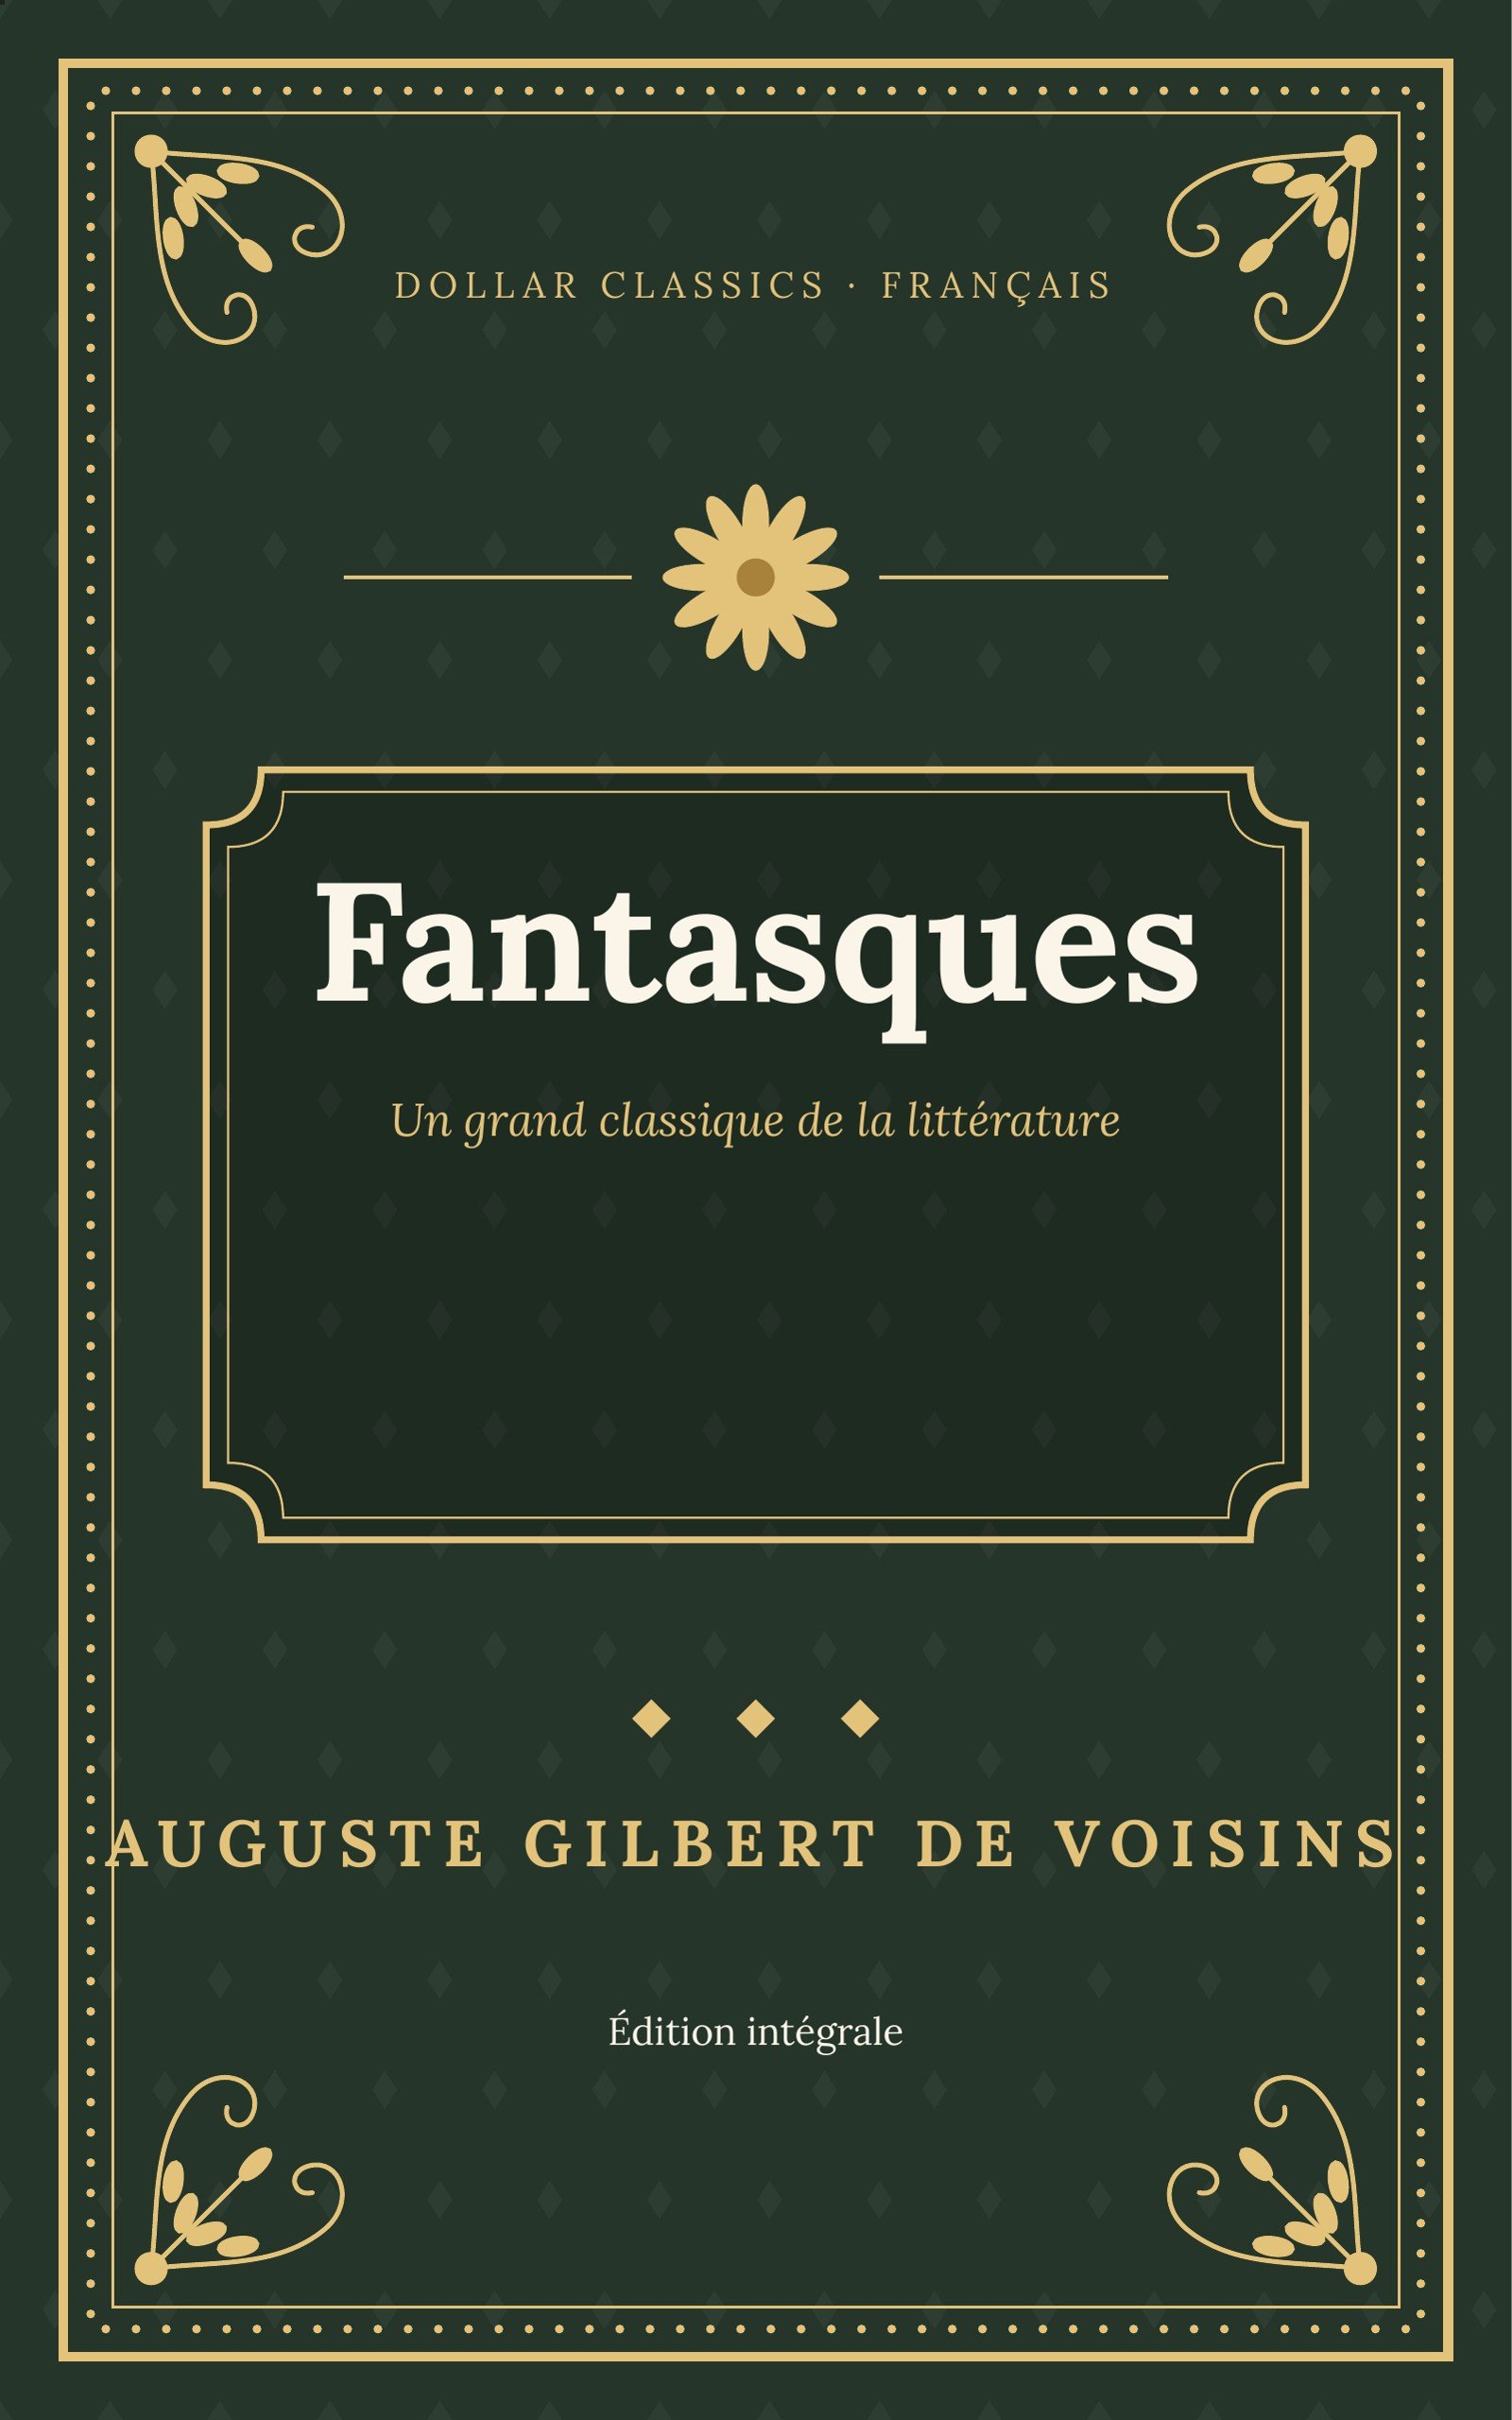 DOLLAR CLASSICS · FRANÇAIS
Fantasques
Un grand classique de la littérature
AUGUSTE GILBERT DE VOISINS
Édition intégrale